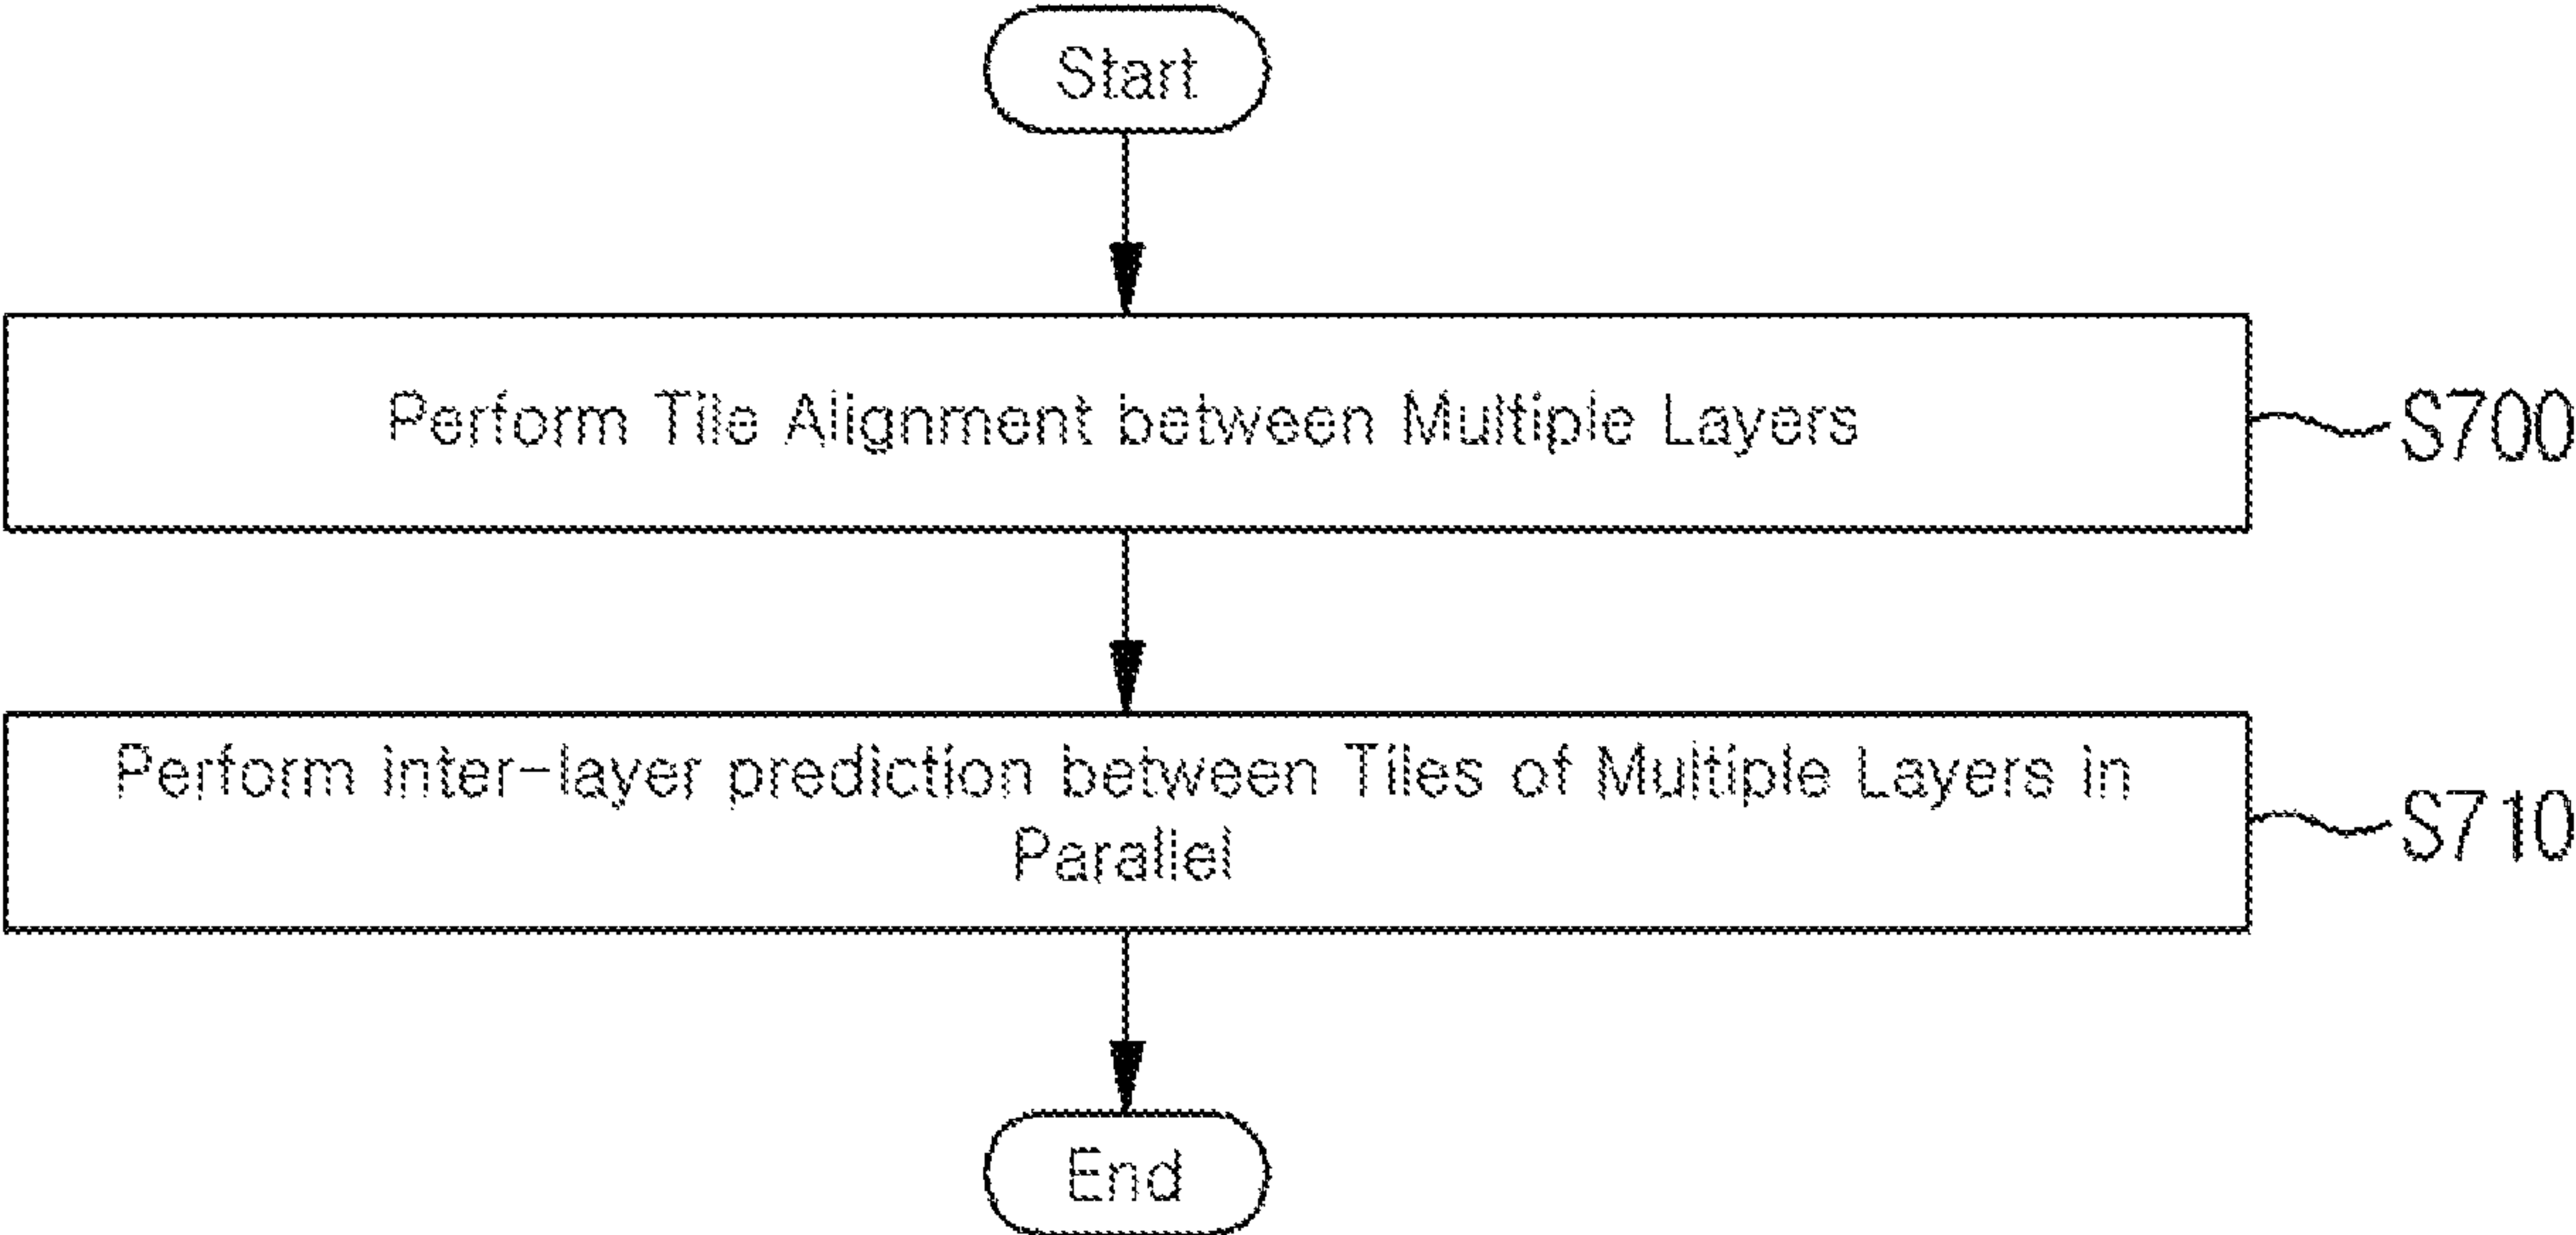 Start
Perform Tile Alignment between Multiple Layers
S700
Perform inter-layer prediction between Tiles of Multiple Layers in
Parallel
S710
End